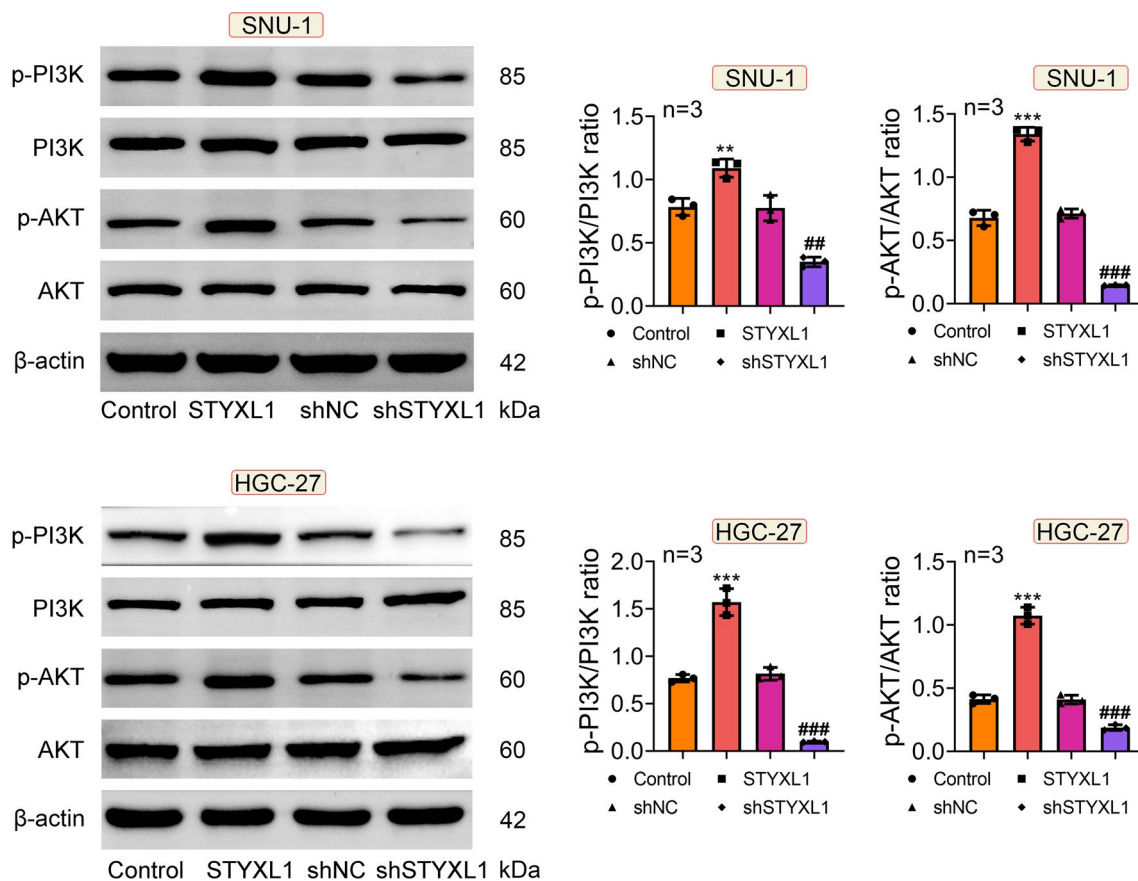 SNU-1
p-PI3K 85
PI3K 85
p-AKT 60
AKT 60
β-actin 42
Control STYXL1 shNC shSTYXL1 kDa
SNU-1
n=3
p-PI3K/PI3K ratio
1.5
1.0
0.5
0.0
**
##
Control STYXL1
shNC shSTYXL1
SNU-1
n=3
p-AKT/AKT ratio
1.5
1.0
0.5
0.0
***
###
Control STYXL1
shNC shSTYXL1
HGC-27
p-PI3K 85
PI3K 85
p-AKT 60
AKT 60
β-actin 42
Control STYXL1 shNC shSTYXL1 kDa
HGC-27
n=3
p-PI3K/PI3K ratio
2.0
1.5
1.0
0.5
0.0
***
###
Control STYXL1
shNC shSTYXL1
HGC-27
n=3
p-AKT/AKT ratio
1.5
1.0
0.5
0.0
***
###
Control STYXL1
shNC shSTYXL1